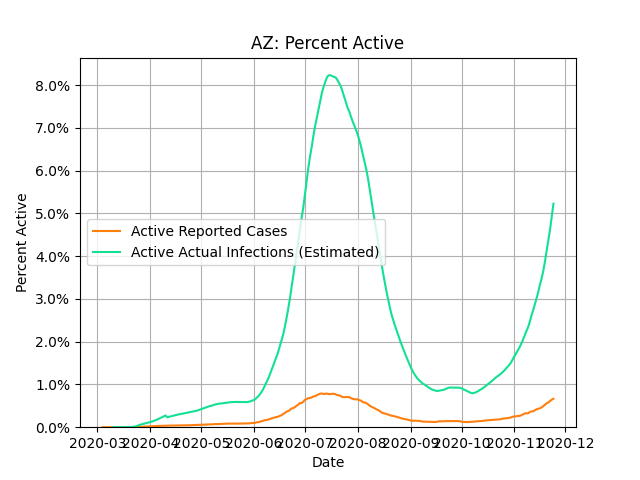 AZ: Percent Active
Percent Active
8.0%
7.0%
6.0%
5.0%
4.0%
3.0%
2.0%
1.0%
0.0%
Active Reported Cases
Active Actual Infections (Estimated)
2020-03 2020-04 2020-05 2020-06 2020-07 2020-08 2020-09 2020-10 2020-11 2020-12
Date